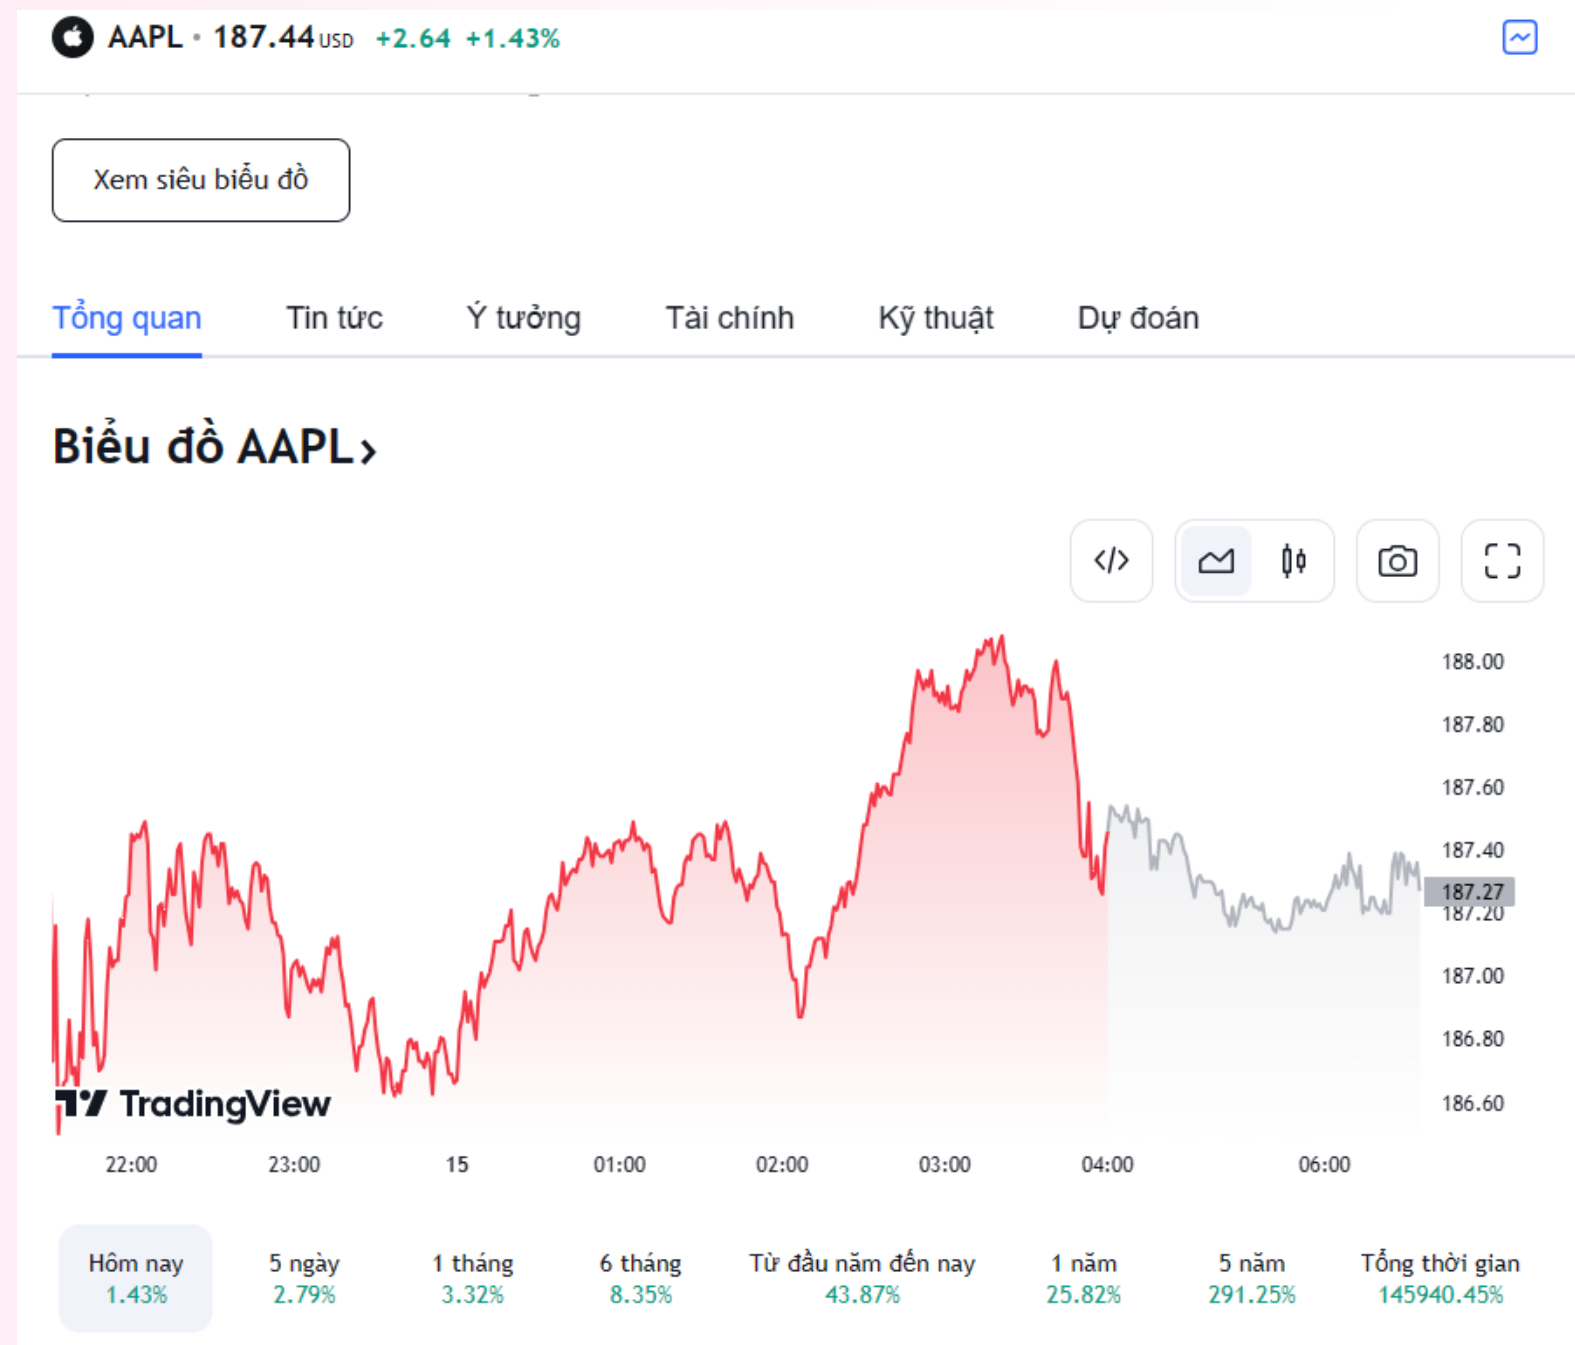 AAPL • 187.44 USD +2.64 +1.43%
Xem siêu biểu đồ
Tổng quan Tin tức Ý tưởng Tài chính Kỹ thuật Dự đoán
Biểu đồ AAPL›
</>
188.00
187.80
187.60
187.40
187.27
187.20
187.00
186.80
186.60
TradingView
22:00 23:00 15 01:00 02:00 03:00 04:00 06:00
Hôm nay 5 ngày 1 tháng 6 tháng Từ đầu năm đến nay 1 năm 5 năm Tổng thời gian
1.43% 2.79% 3.32% 8.35% 43.87% 25.82% 291.25% 145940.45%